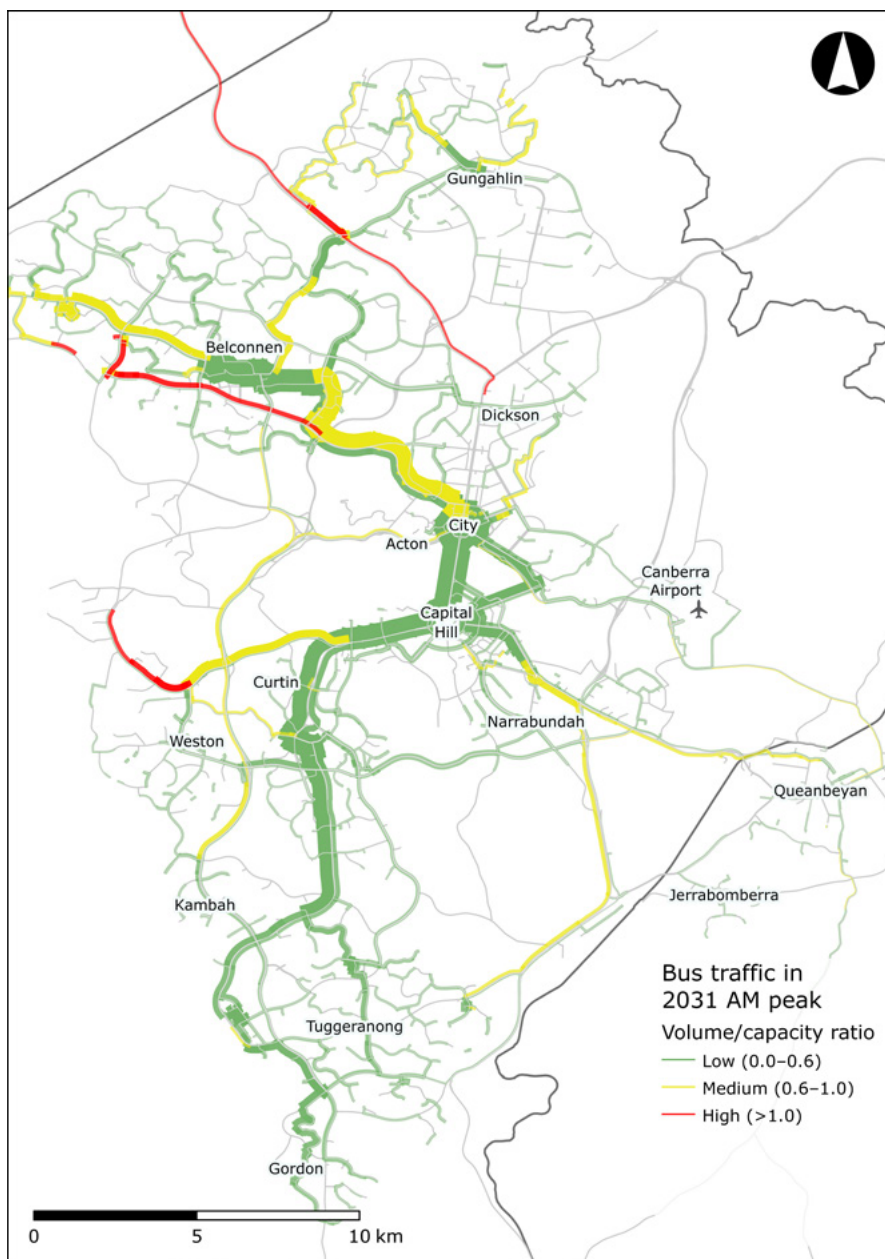 Gungahlin
Belconnen
Dickson
City
Acton
Canberra
Airport
Capital
Hill
Curtin
Narrabundah
Weston
Queanbeyan
Kambah
Jerrabomberra
Bus traffic in
2031 AM peak
Volume/capacity ratio
Low (0.0–0.6)
Tuggeranong
Medium (0.6–1.0)
High (>1.0)
Gordon
0 5 10 km